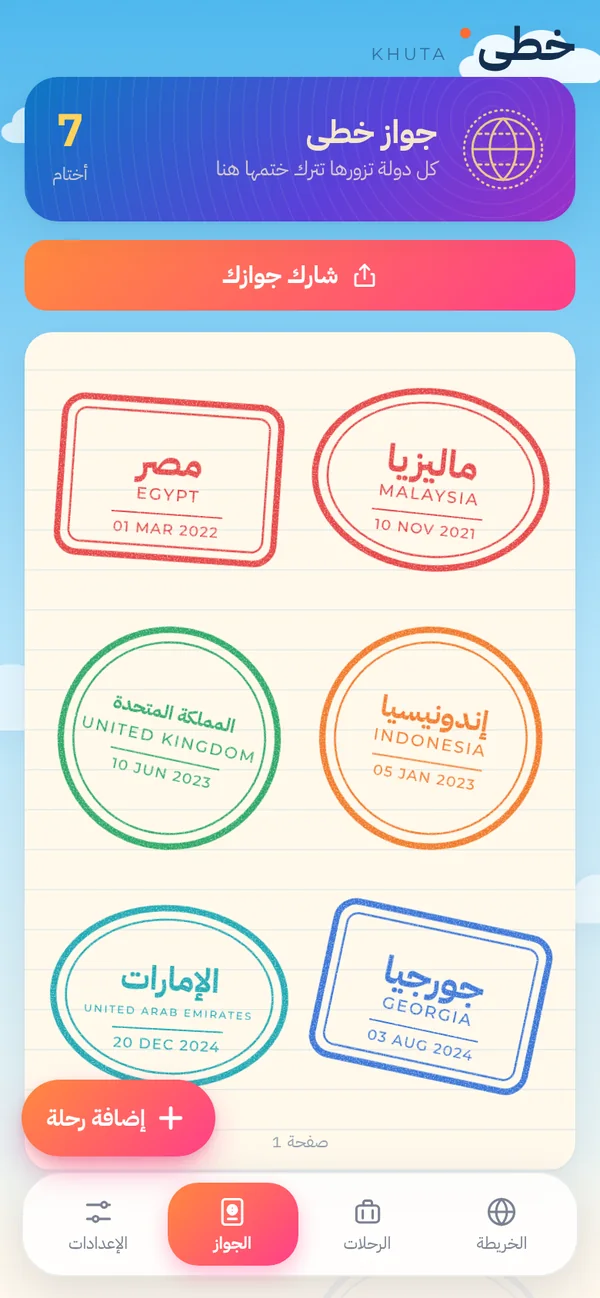 خطى
KHUTA
جواز خطى
كل دولة تزورها تترك ختمها هنا
7
أختام
شارك جوازك
ماليزيا
MALAYSIA
10 NOV 2021
مصر
EGYPT
01 MAR 2022
إندونيسيا
INDONESIA
05 JAN 2023
المملكة المتحدة
UNITED KINGDOM
10 JUN 2023
جورجيا
GEORGIA
03 AUG 2024
الإمارات
UNITED ARAB EMIRATES
20 DEC 2024
إضافة رحلة
صفحة 1
الخريطة
الرحلات
الجواز
الإعدادات